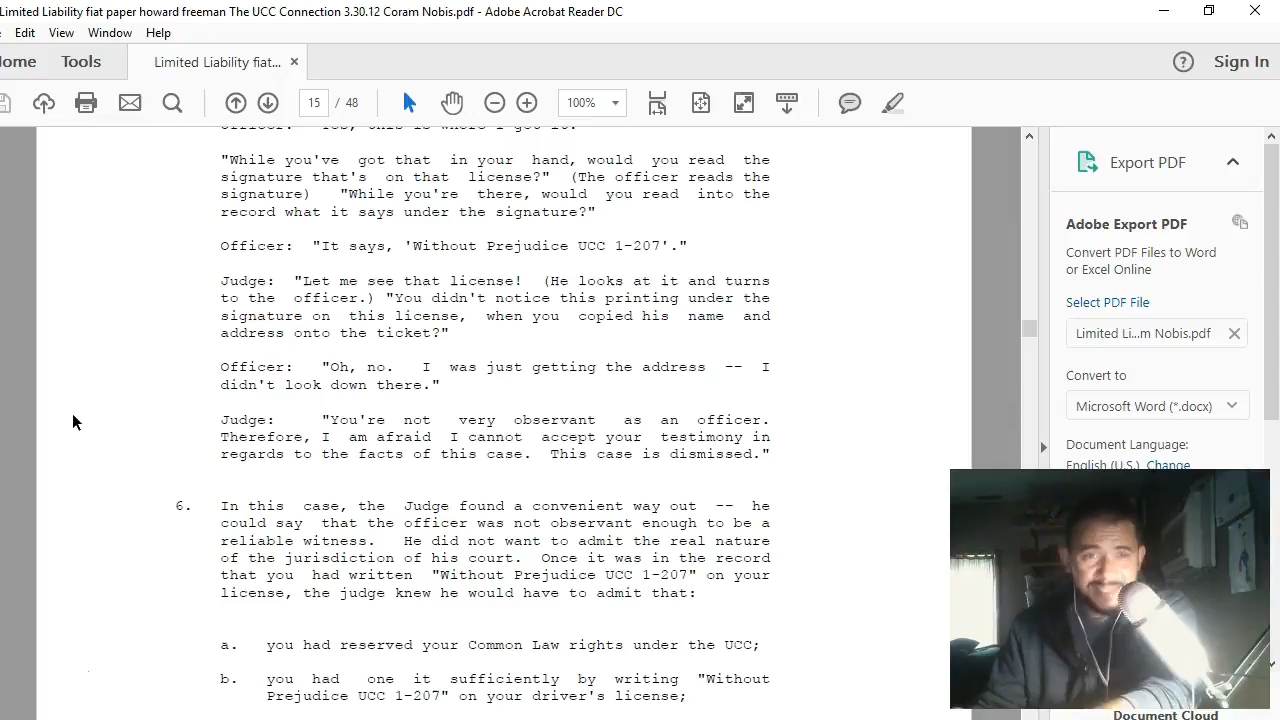 Limited Liability fiat paper howard freeman The UCC Connection 3.30.12 Coram Nobis.pdf - Adobe Acrobat Reader DC
Edit View Window Help
Tools Limited Liability fiat... × Sign In
15 / 48 100%
"While you've got that in your hand, would you read the
signature that's on that license?" (The officer reads the
signature) "While you're there, would you read into the
record what it says under the signature?"
Officer: "It says, 'Without Prejudice UCC 1-207'."
Judge: "Let me see that license! (He looks at it and turns
to the officer.) "You didn't notice this printing under the
signature on this license, when you copied his name and
address onto the ticket?"
Officer: "Oh, no. I was just getting the address -- I
didn't look down there."
Judge: "You're not very observant as an officer.
Therefore, I am afraid I cannot accept your testimony in
regards to the facts of this case. This case is dismissed."
6. In this case, the Judge found a convenient way out -- he
could say that the officer was not observant enough to be a
reliable witness. He did not want to admit the real nature
of the jurisdiction of his court. Once it was in the record
that you had written "Without Prejudice UCC 1-207" on your
license, the judge knew he would have to admit that:
a. you had reserved your Common Law rights under the UCC;
b. you had one it sufficiently by writing "Without
Prejudice UCC 1-207" on your driver's license;
Export PDF
Adobe Export PDF
Convert PDF Files to Word
or Excel Online
Select PDF File
Limited Li...m Nobis.pdf
Convert to
Microsoft Word (*.docx)
Document Language:
English (U.S.) Change
Document Cloud